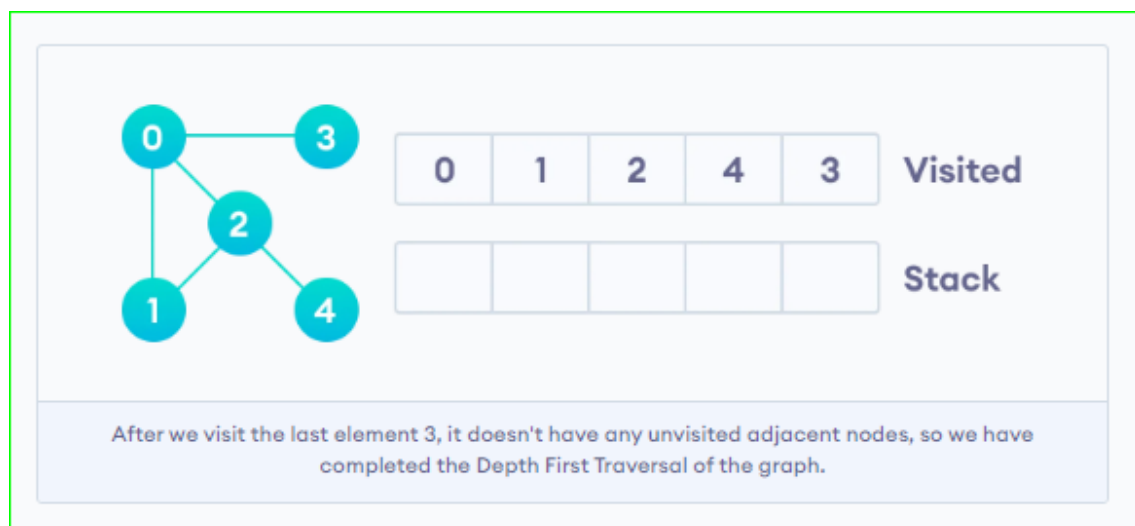 0 3
2
1 4
0 1 2 4 3 Visited
Stack
After we visit the last element 3, it doesn't have any unvisited adjacent nodes, so we have
completed the Depth First Traversal of the graph.